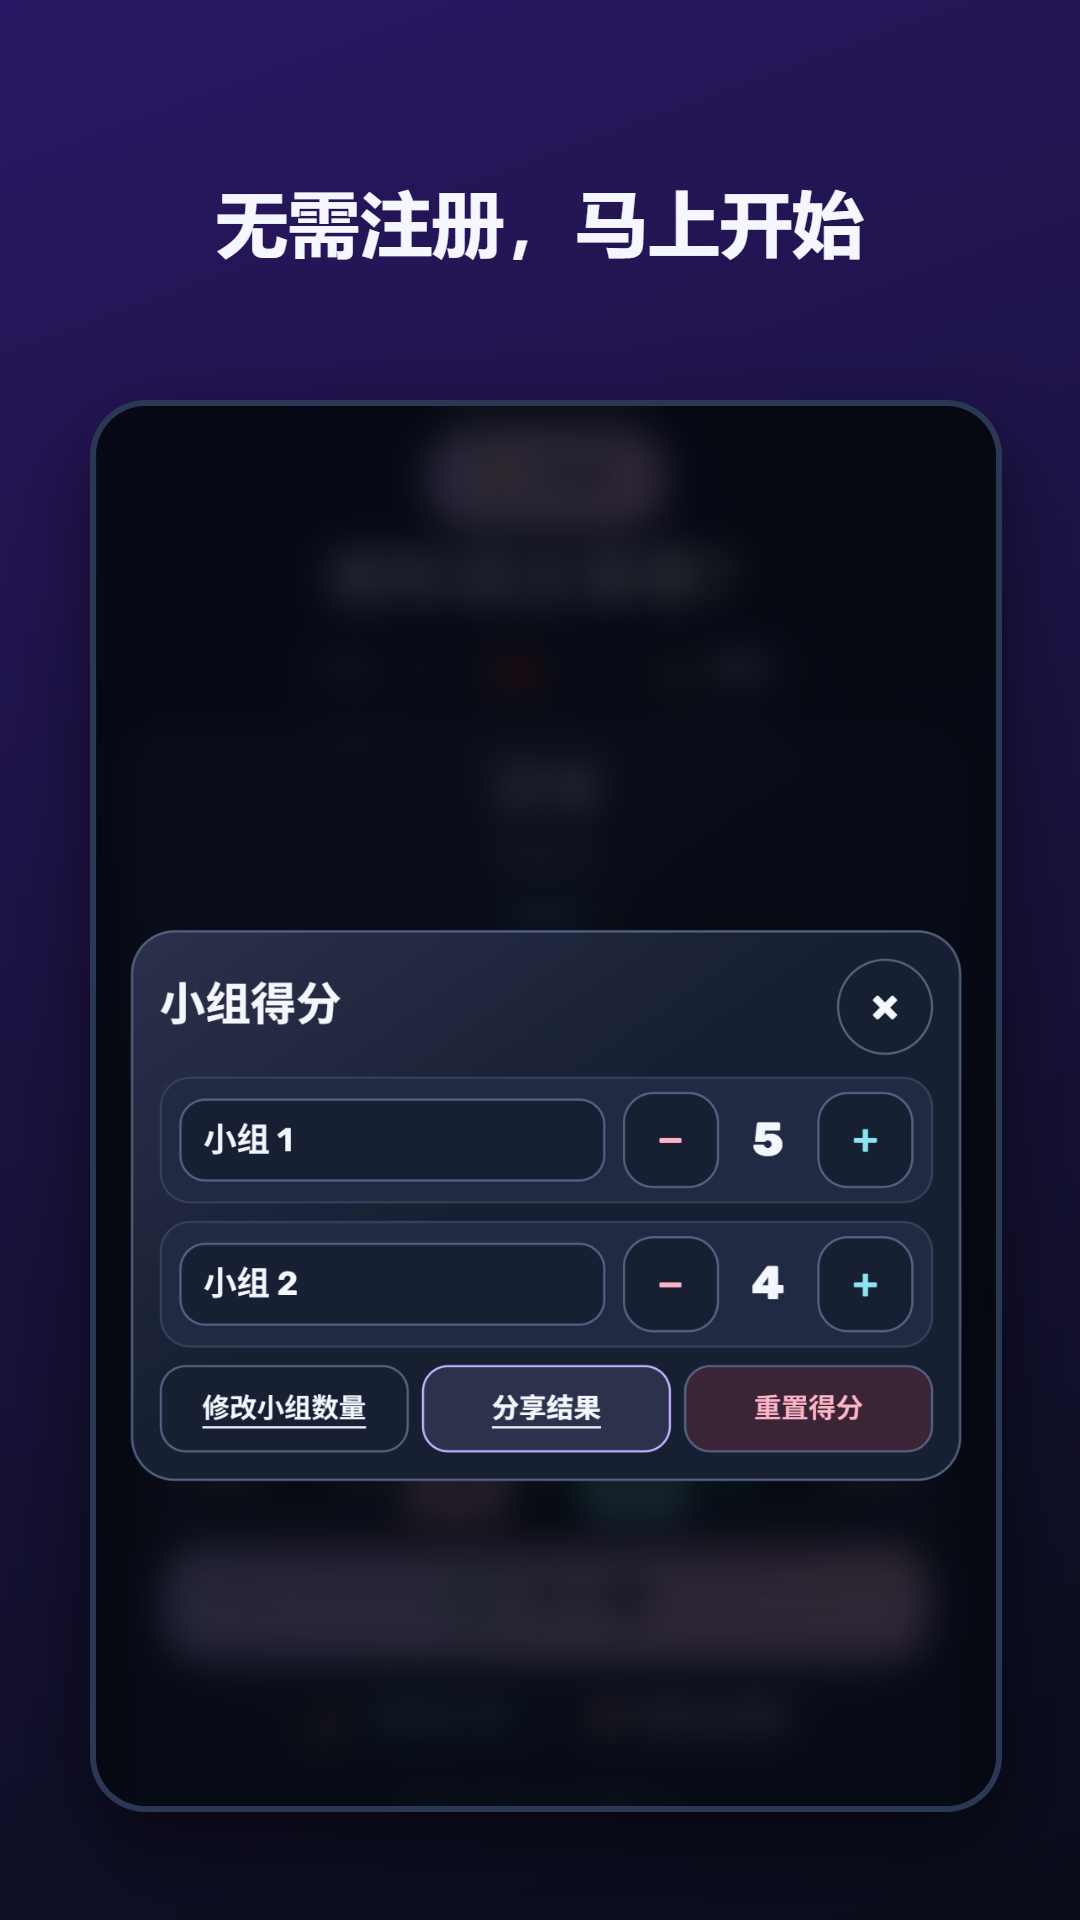 无需注册，马上开始
小组得分
×
小组 1
− 5 +
小组 2
− 4 +
修改小组数量
分享结果
重置得分